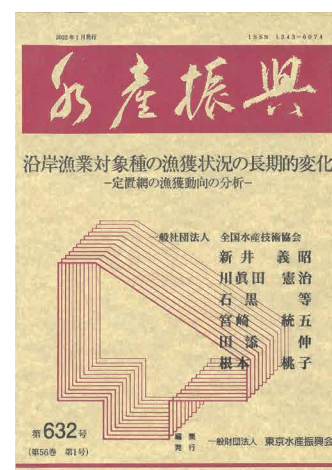 2022年1月発行 ISSN 1343-6074
水産振興
沿岸漁業対象種の漁獲状況の長期的変化
−定置網の漁獲動向の分析−
一般社団法人 全国水産技術協会
新井 義昭
川眞田 憲治
石黒 等
宮崎 統五
田添 伸
根本 桃子
第632号
(第56巻 第1号)
編集
発行 一般財団法人 東京水産振興会